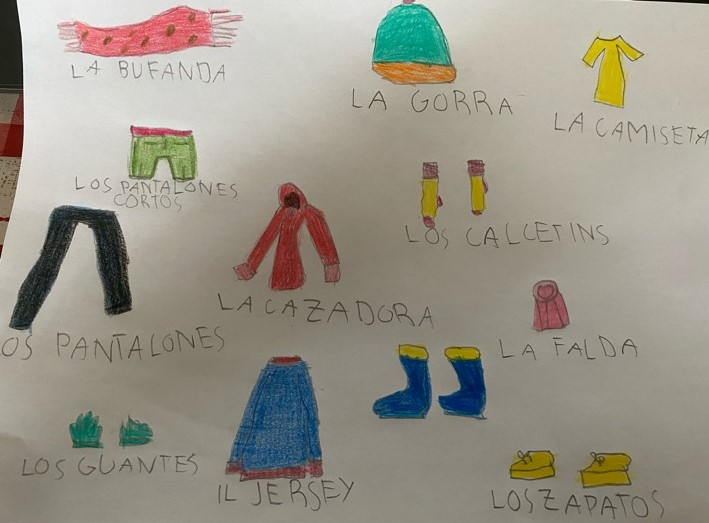 LA BUFANDA
LA GORRA
LA CAMISETA
LOS PANTALONES
CORTOS
LOS CALCETINS
LA CAZADORA
OS PANTALONES
LA FALDA
LOS GUANTES
IL JERSEY
LOS ZAPATOS